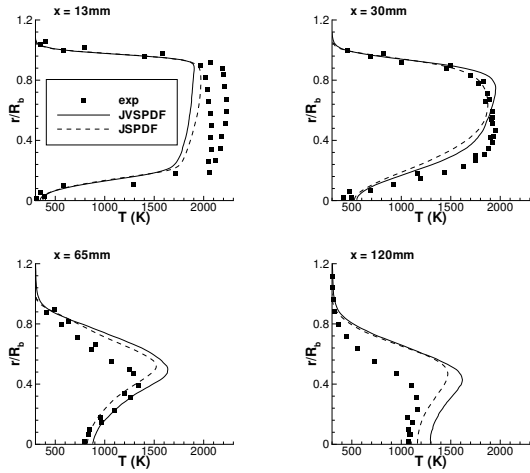 x = 13mm
1.2
0.8
0.4
0
r/R_b
exp
JVSPDF
JSPDF
500 1000 1500 2000
T (K)
x = 30mm
1.2
0.8
0.4
0
r/R_b
500 1000 1500 2000
T (K)
x = 65mm
1.2
0.8
0.4
0
r/R_b
500 1000 1500 2000
T (K)
x = 120mm
1.2
0.8
0.4
0
r/R_b
500 1000 1500 2000
T (K)